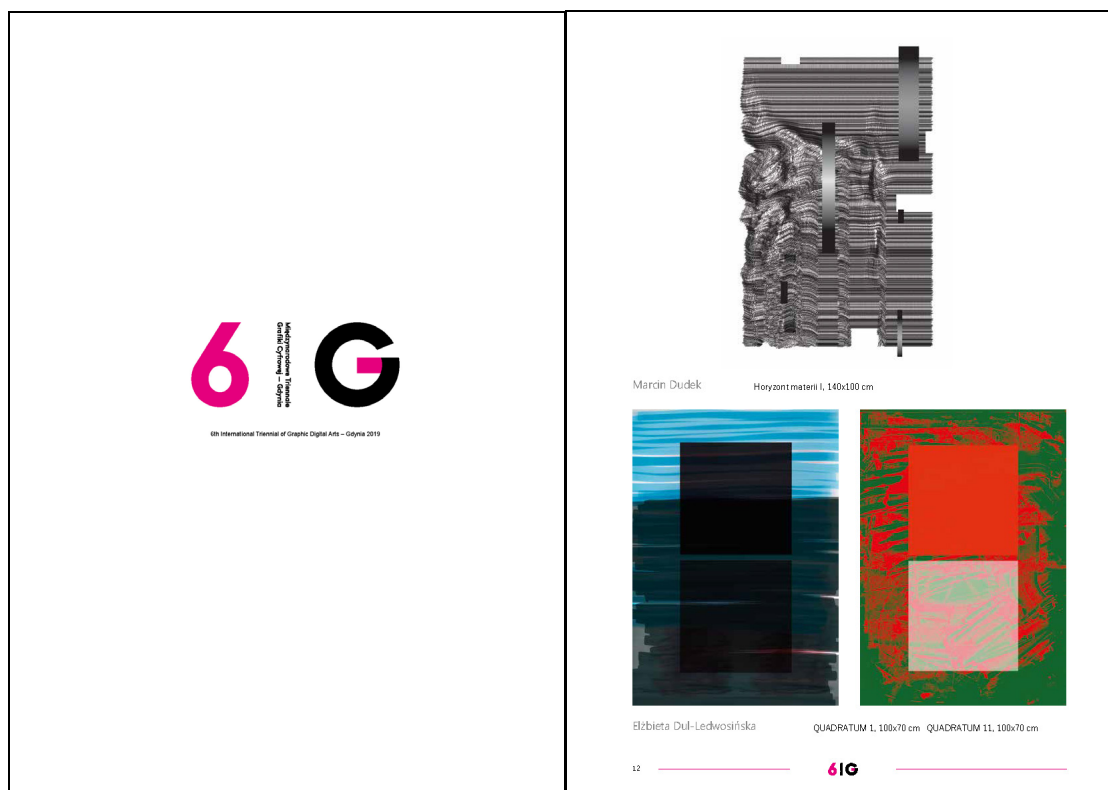 6
Międzynarodowe Triennale
Grafiki Cyfrowej – Gdynia
G
6th International Triennial of Graphic Digital Arts – Gdynia 2019
Marcin Dudek
Horyzont materii I, 140x100 cm
Elżbieta Dul-Ledwosińska
QUADRATUM 1, 100x70 cm QUADRATUM 11, 100x70 cm
12
6|G